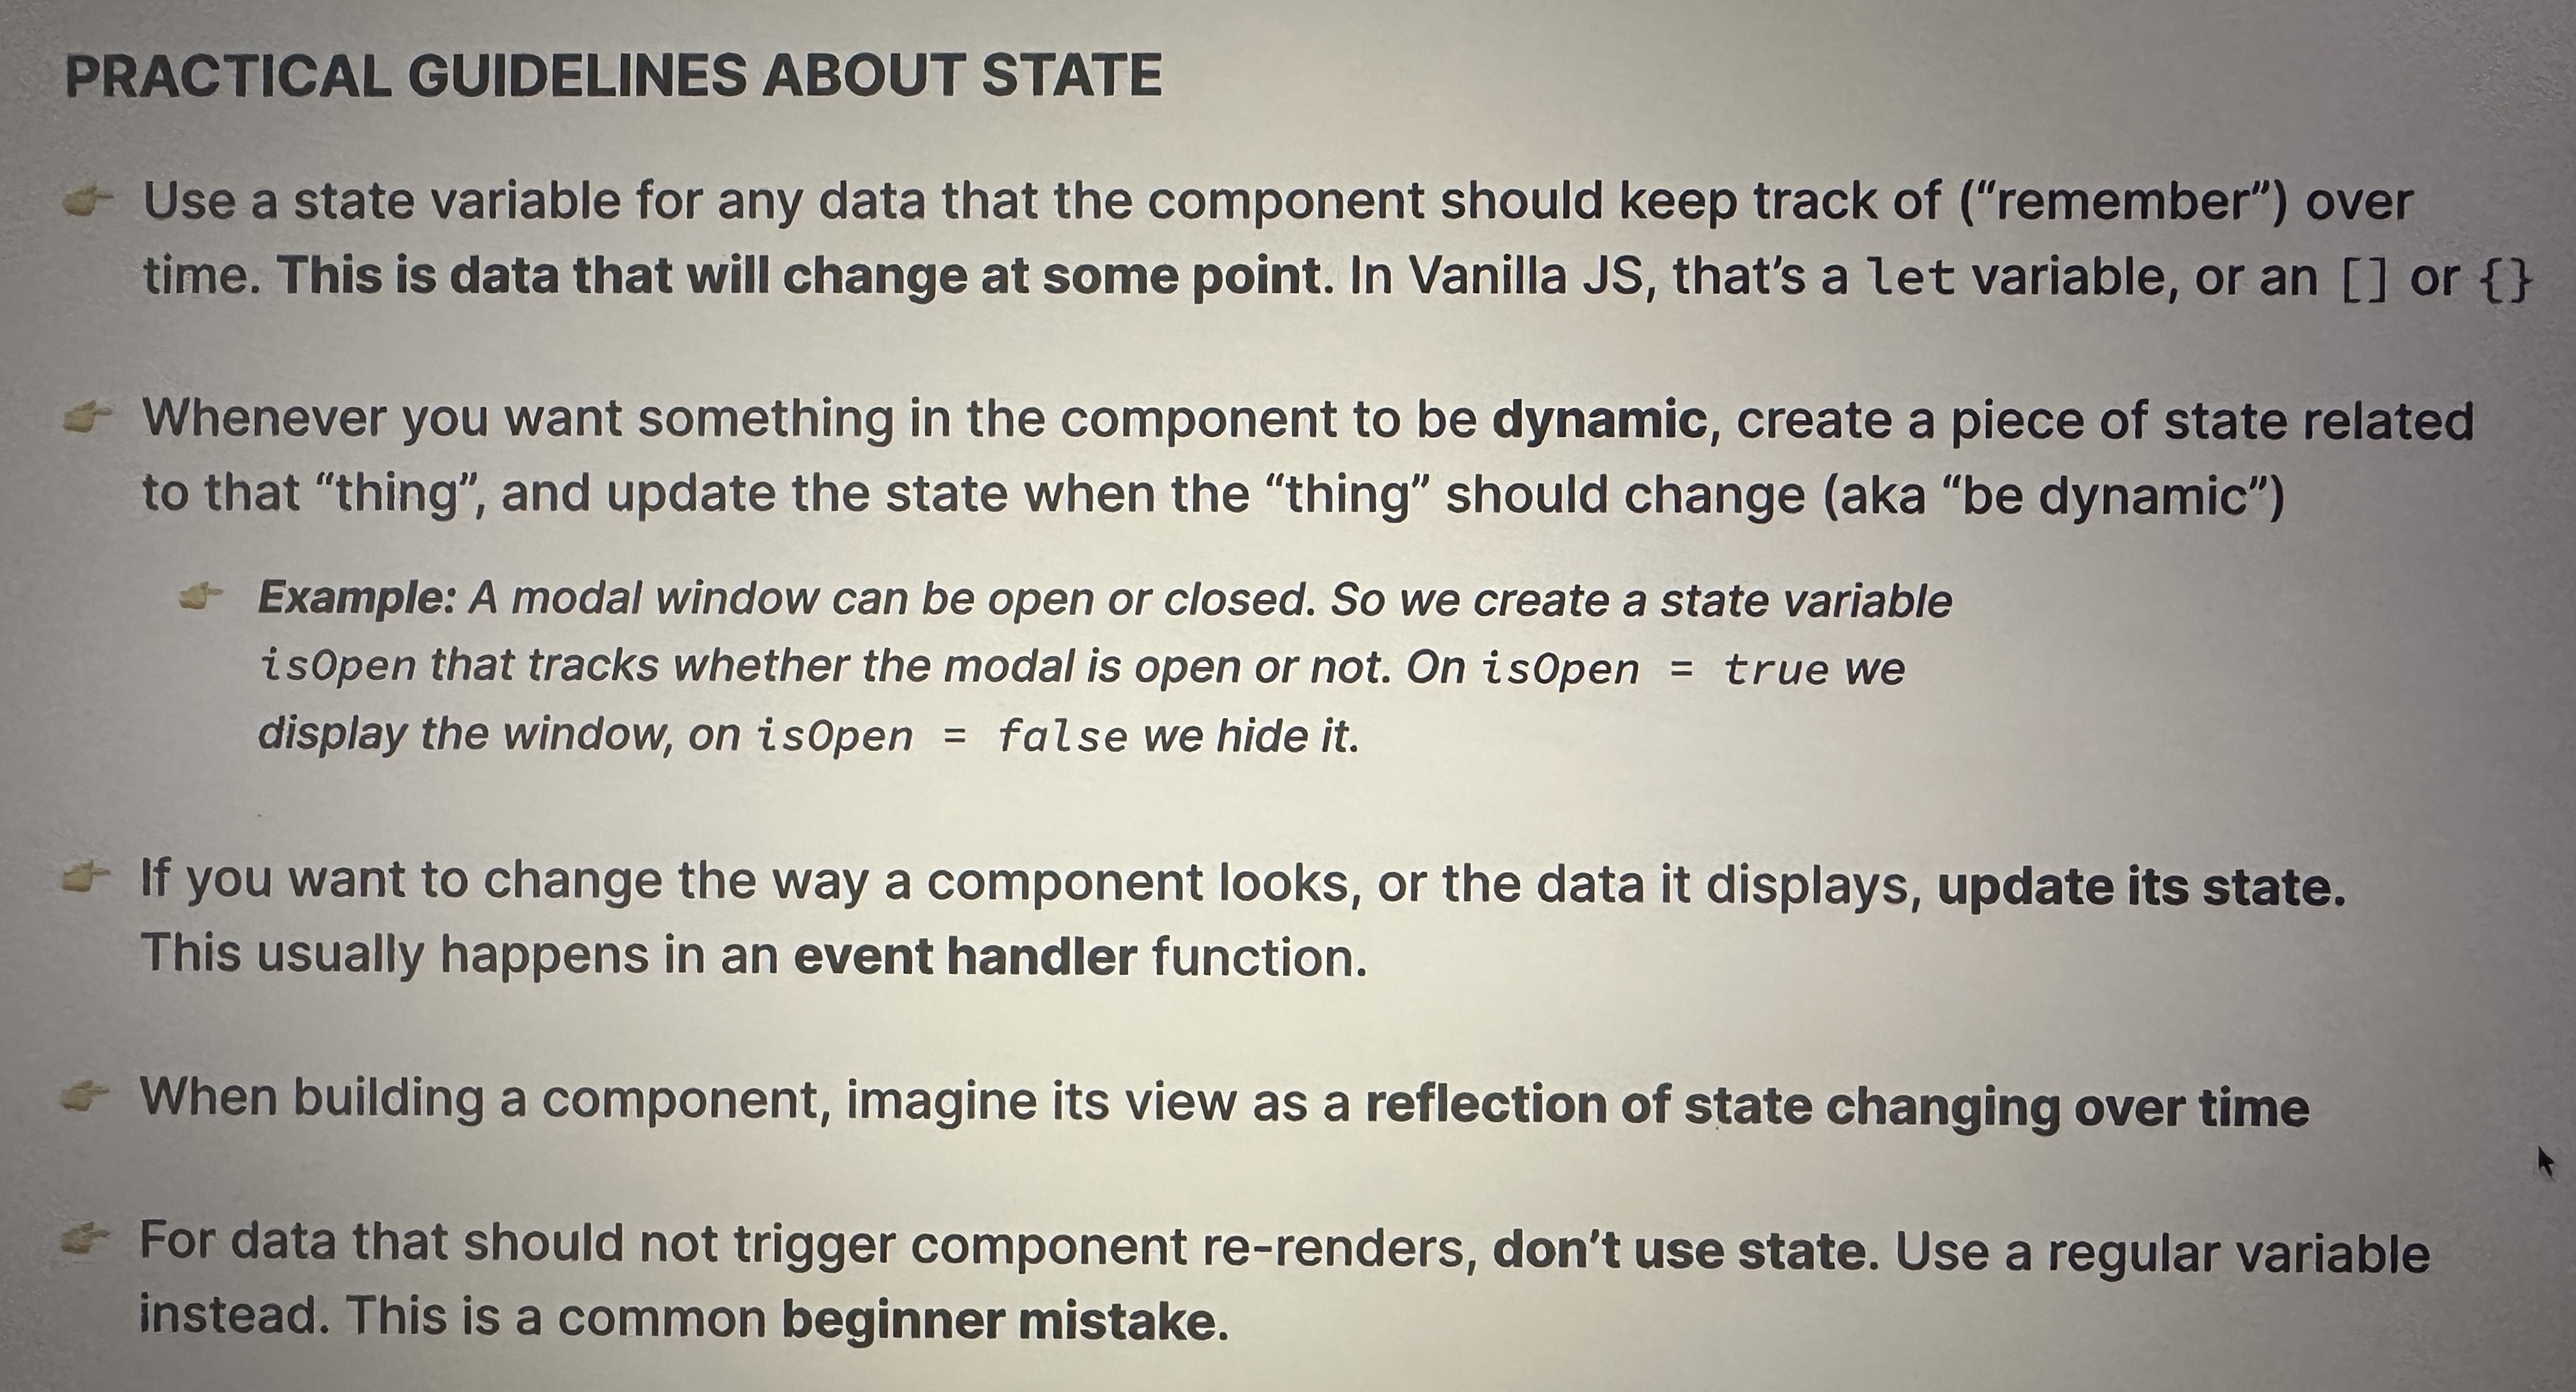 PRACTICAL GUIDELINES ABOUT STATE
👉 Use a state variable for any data that the component should keep track of (“remember”) over
time. This is data that will change at some point. In Vanilla JS, that’s a let variable, or an [] or {}
👉 Whenever you want something in the component to be dynamic, create a piece of state related
to that “thing”, and update the state when the “thing” should change (aka “be dynamic”)
👉 Example: A modal window can be open or closed. So we create a state variable
isOpen that tracks whether the modal is open or not. On isOpen = true we
display the window, on isOpen = false we hide it.
👉 If you want to change the way a component looks, or the data it displays, update its state.
This usually happens in an event handler function.
👉 When building a component, imagine its view as a reflection of state changing over time
👉 For data that should not trigger component re-renders, don’t use state. Use a regular variable
instead. This is a common beginner mistake.